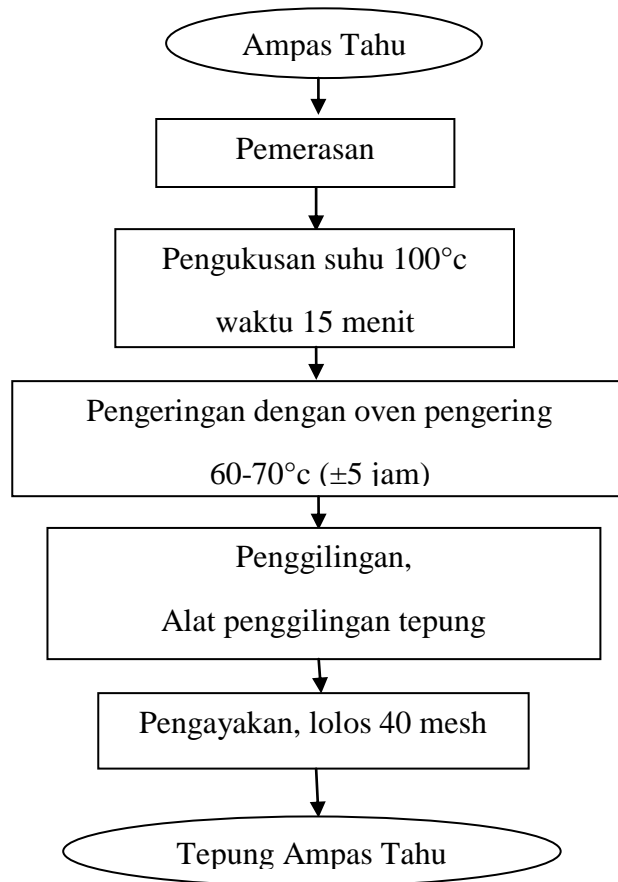 Ampas Tahu
Pemerasan
Pengukusan suhu 100°c
waktu 15 menit
Pengeringan dengan oven pengering
60-70°c (±5 jam)
Penggilingan,
Alat penggilingan tepung
Pengayakan, lolos 40 mesh
Tepung Ampas Tahu